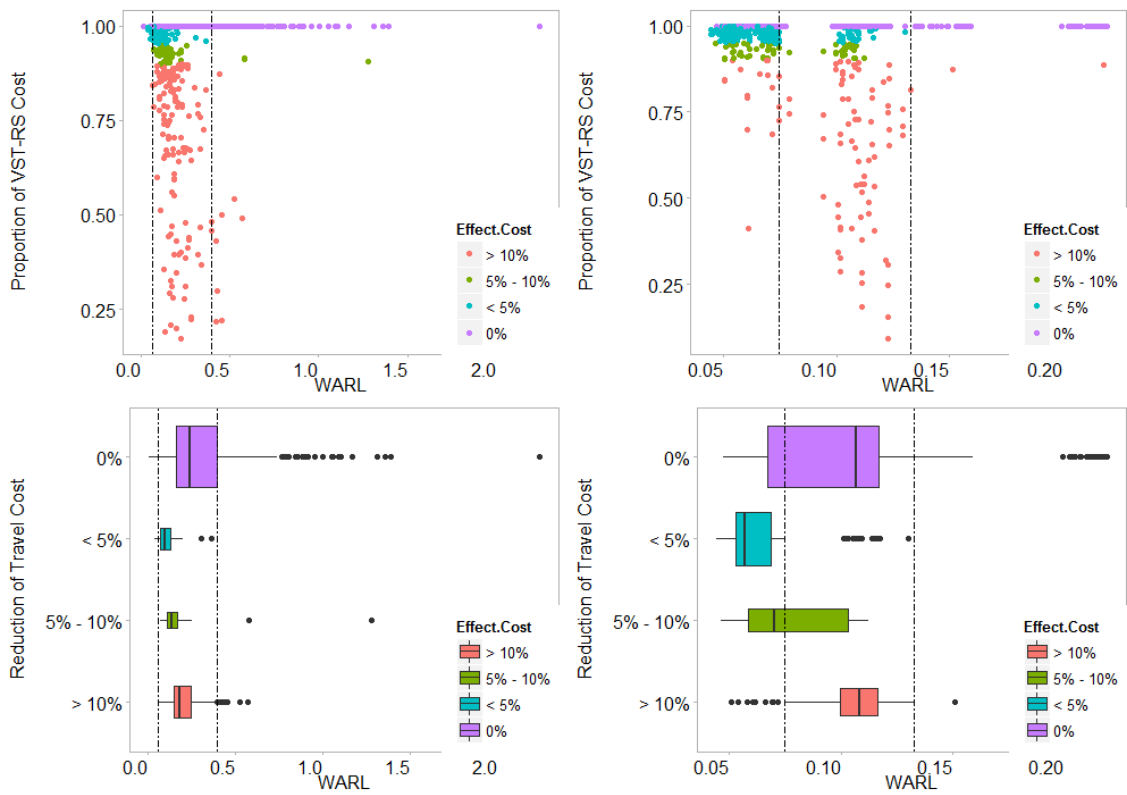 Proportion of VST-RS Cost
1.00
0.75
0.50
0.25
0.0 0.5 1.0 1.5 2.0
WARL
Effect.Cost
> 10%
5% - 10%
< 5%
0%
Proportion of VST-RS Cost
1.00
0.75
0.50
0.25
0.05 0.10 0.15 0.20
WARL
Effect.Cost
> 10%
5% - 10%
< 5%
0%
Reduction of Travel Cost
0%
< 5%
5% - 10%
> 10%
0.0 0.5 1.0 1.5 2.0
WARL
Effect.Cost
> 10%
5% - 10%
< 5%
0%
Reduction of Travel Cost
0%
< 5%
5% - 10%
> 10%
0.05 0.10 0.15 0.20
WARL
Effect.Cost
> 10%
5% - 10%
< 5%
0%